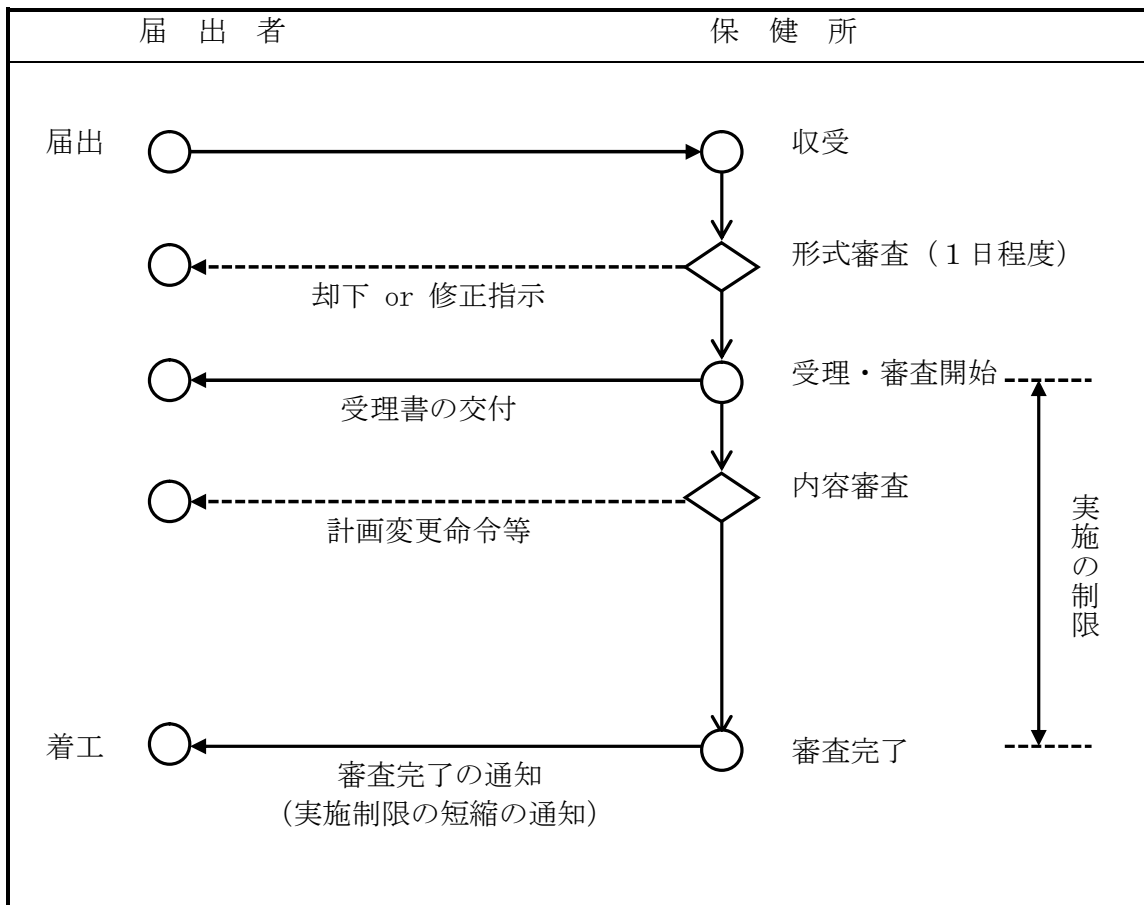 届 出 者
保 健 所
届出
収受
形式審査（１日程度）
却下 or 修正指示
受理・審査開始
受理書の交付
内容審査
計画変更命令等
実施の制限
着工
審査完了
審査完了の通知
（実施制限の短縮の通知）